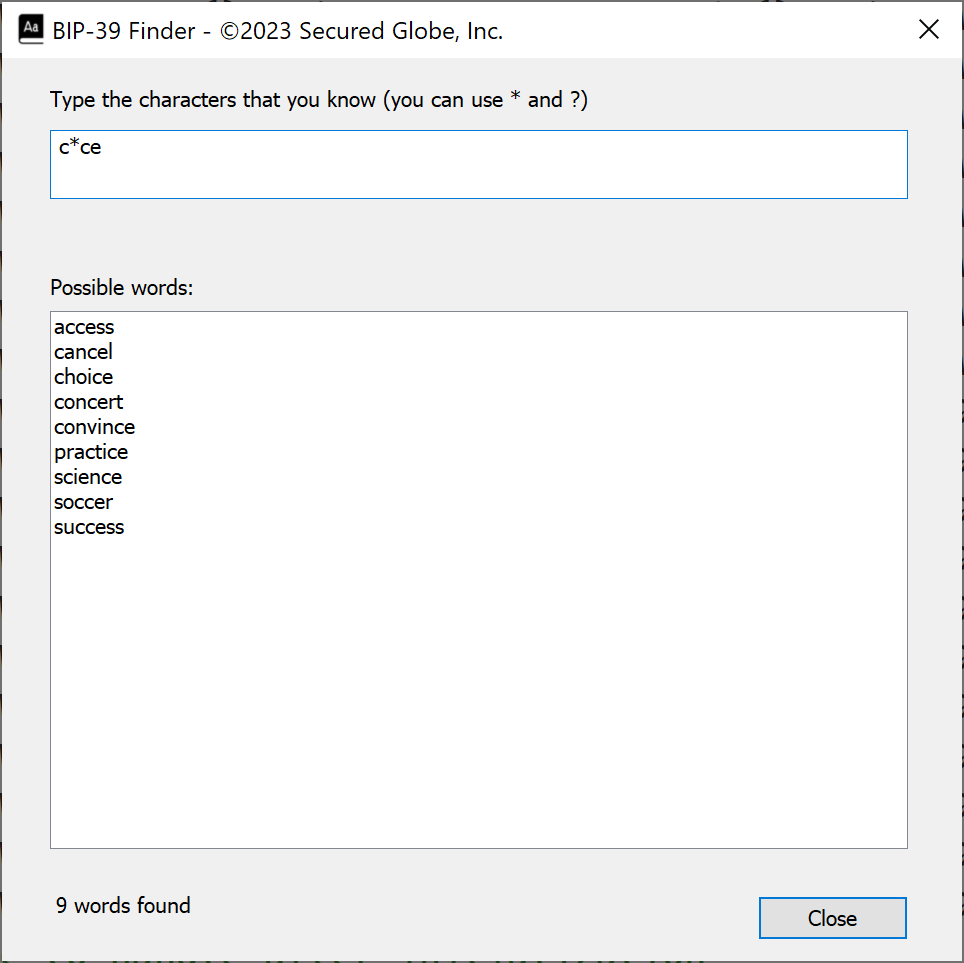 Aa
BIP-39 Finder - ©2023 Secured Globe, Inc.
Type the characters that you know (you can use * and ?)
c*ce
Possible words:
access
cancel
choice
concert
convince
practice
science
soccer
success
9 words found
Close